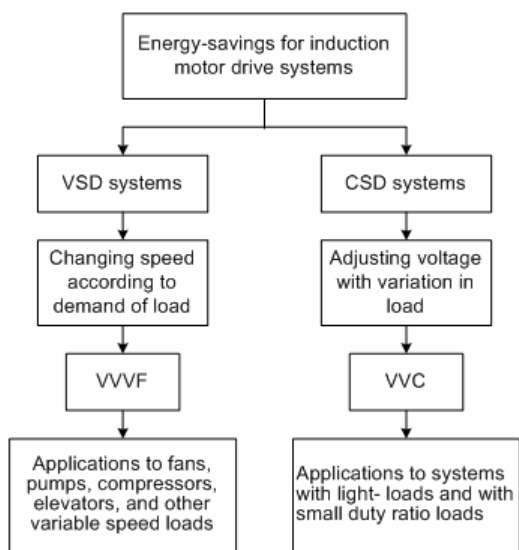 Energy-savings for induction
motor drive systems
VSD systems
CSD systems
Changing speed
according to
demand of load
Adjusting voltage
with variation in
load
VVVF
VVC
Applications to fans,
pumps, compressors,
elevators, and other
variable speed loads
Applications to systems
with light- loads and with
small duty ratio loads